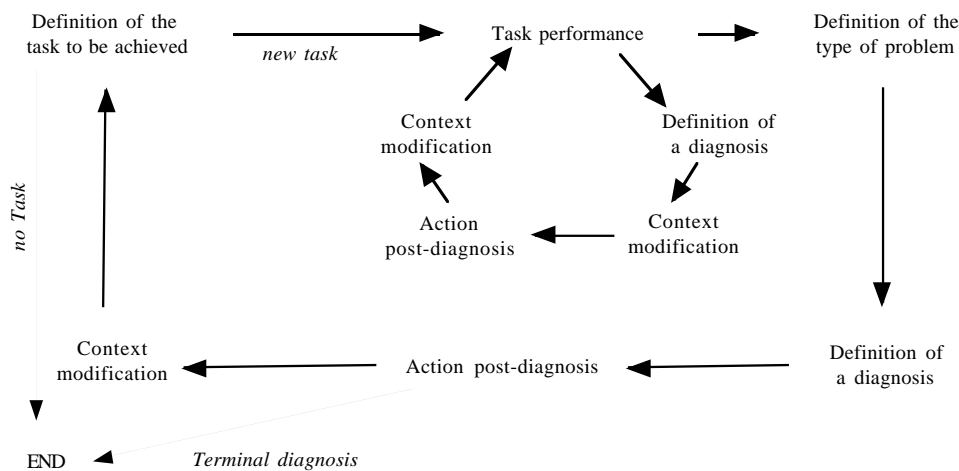 Definition of the
task to be achieved
new task
Task performance
Definition of the
type of problem
Context
modification
Definition of
a diagnosis
no Task
Action
post-diagnosis
Context
modification
Context
modification
Action post-diagnosis
Definition of
a diagnosis
END
Terminal diagnosis